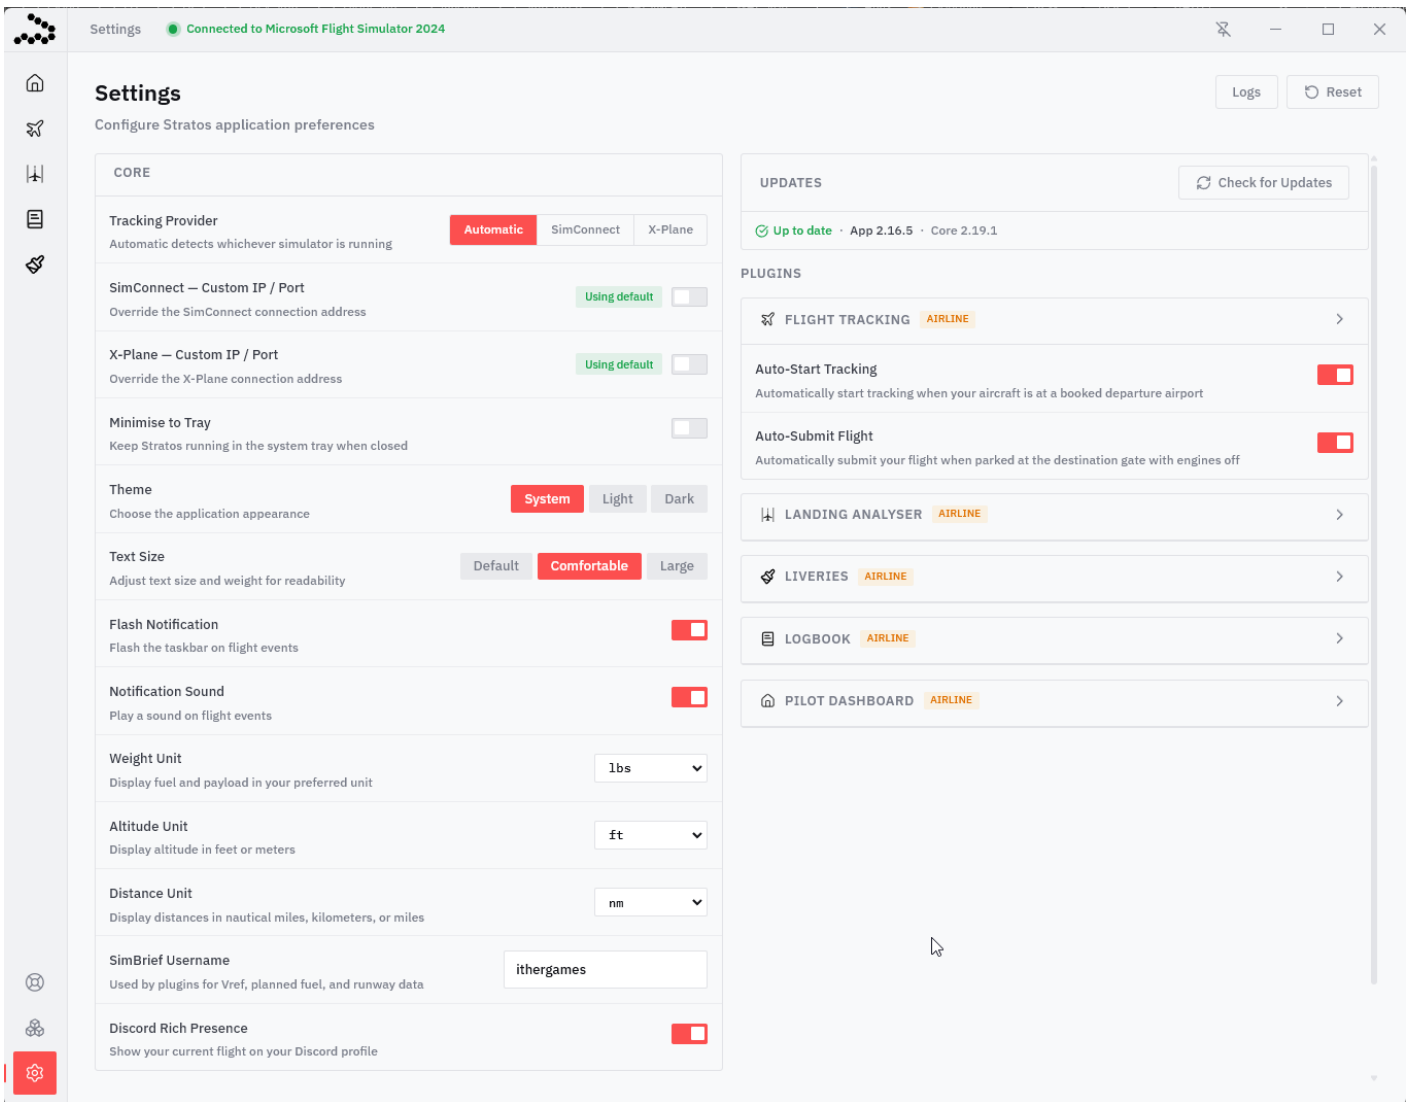 Settings
Connected to Microsoft Flight Simulator 2024
Settings
Configure Stratos application preferences
Logs
Reset
CORE
Tracking Provider
Automatic detects whichever simulator is running
Automatic
SimConnect
X-Plane
SimConnect — Custom IP / Port
Override the SimConnect connection address
Using default
X-Plane — Custom IP / Port
Override the X-Plane connection address
Using default
Minimise to Tray
Keep Stratos running in the system tray when closed
Theme
Choose the application appearance
System
Light
Dark
Text Size
Adjust text size and weight for readability
Default
Comfortable
Large
Flash Notification
Flash the taskbar on flight events
Notification Sound
Play a sound on flight events
Weight Unit
Display fuel and payload in your preferred unit
lbs
Altitude Unit
Display altitude in feet or meters
ft
Distance Unit
Display distances in nautical miles, kilometers, or miles
nm
SimBrief Username
Used by plugins for Vref, planned fuel, and runway data
ithergames
Discord Rich Presence
Show your current flight on your Discord profile
UPDATES
Check for Updates
Up to date · App 2.16.5 · Core 2.19.1
PLUGINS
FLIGHT TRACKING AIRLINE
Auto-Start Tracking
Automatically start tracking when your aircraft is at a booked departure airport
Auto-Submit Flight
Automatically submit your flight when parked at the destination gate with engines off
LANDING ANALYSER AIRLINE
LIVERIES AIRLINE
LOGBOOK AIRLINE
PILOT DASHBOARD AIRLINE